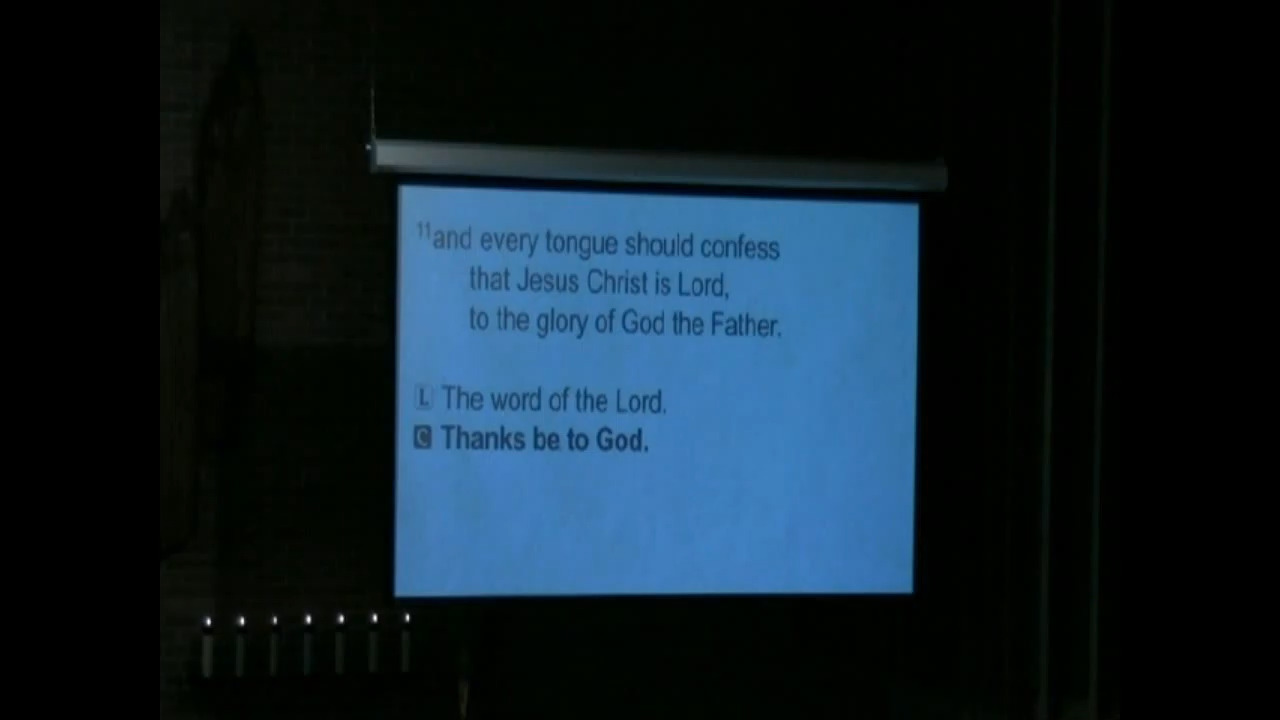 11and every tongue should confess
that Jesus Christ is Lord,
to the glory of God the Father.
L The word of the Lord.
C Thanks be to God.